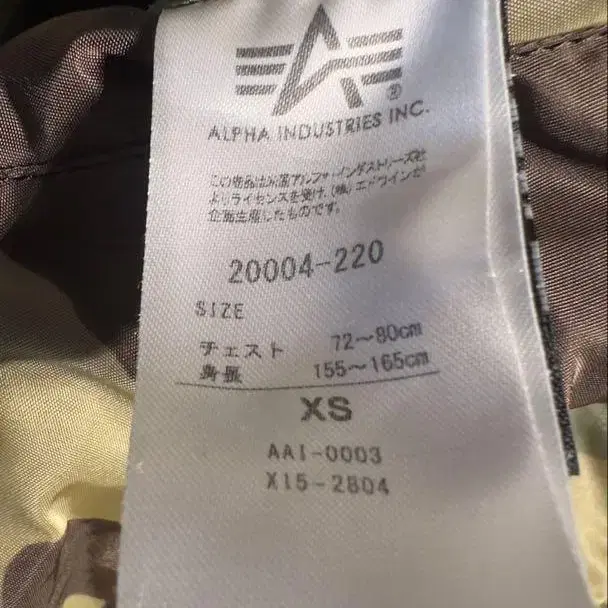 ALPHA INDUSTRIES INC.
この商品は米国アルファ・インダストリーズ社
よりライセンスを受け、(株)エドウインが
企画生産したものです。
20004-220
SIZE
チェスト 72～80cm
身長 155～165cm
XS
AA1-0003
X15-2804